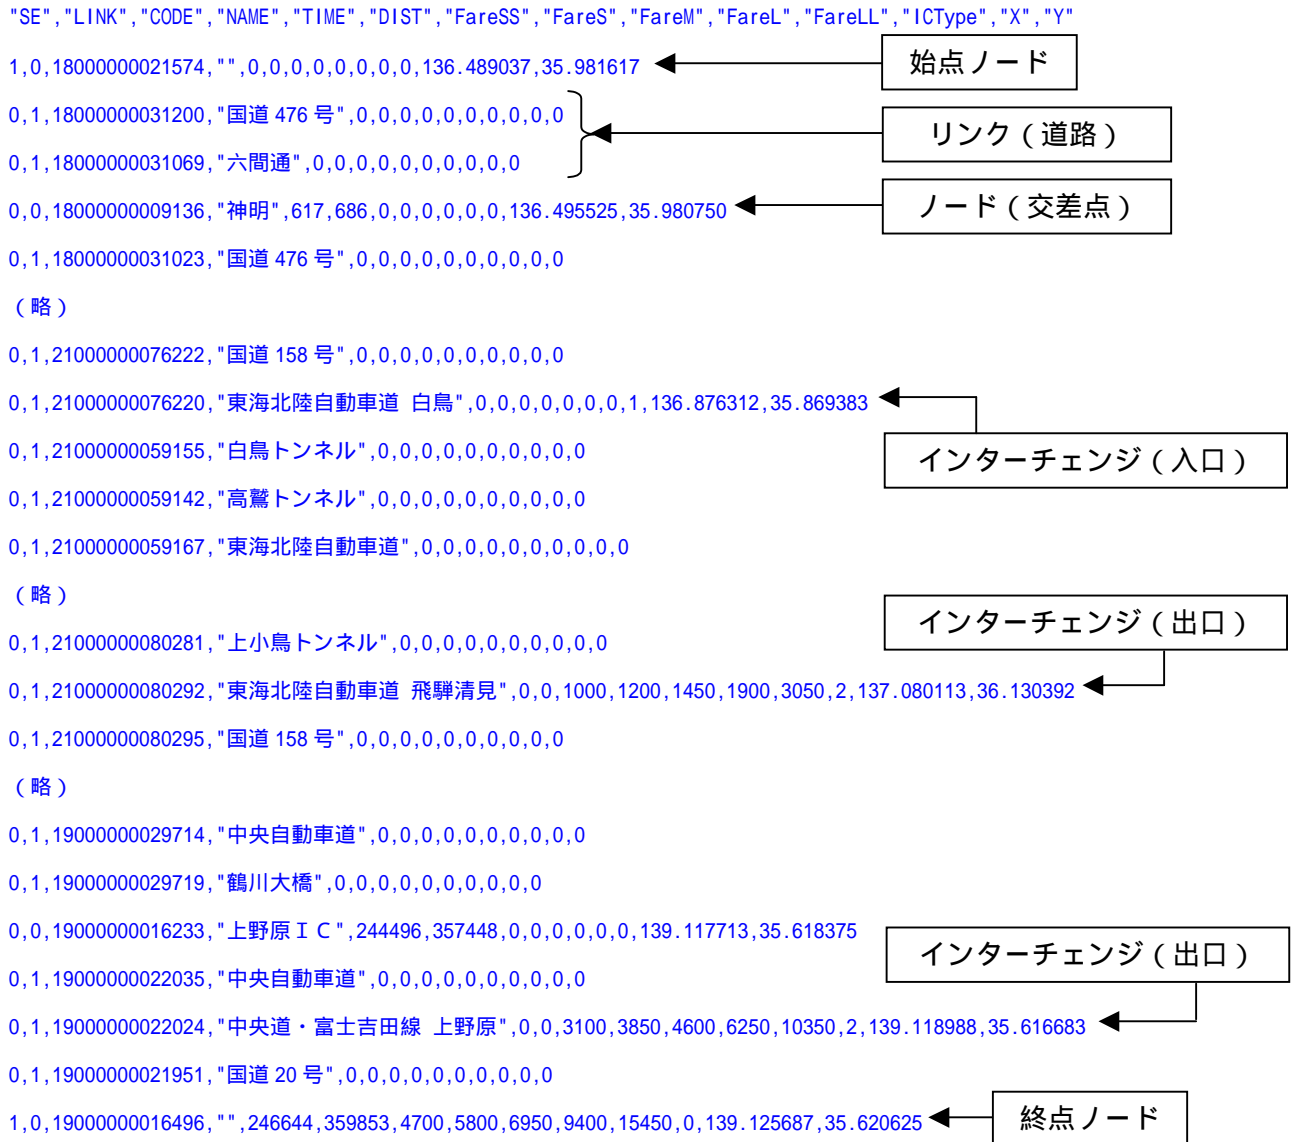 "SE","LINK","CODE","NAME","TIME","DIST","FareSS","FareS","FareM","FareL","FareLL","ICType","X","Y"
1,0,18000000021574,"",0,0,0,0,0,0,0,0,136.489037,35.981617
始点ノード
0,1,18000000031200,"国道 476 号",0,0,0,0,0,0,0,0,0,0
リンク（道路）
0,1,18000000031069,"六間通",0,0,0,0,0,0,0,0,0,0
0,0,18000000009136,"神明",617,686,0,0,0,0,0,0,136.495525,35.980750
ノード（交差点）
0,1,18000000031023,"国道 476 号",0,0,0,0,0,0,0,0,0,0
（略）
0,1,21000000076222,"国道 158 号",0,0,0,0,0,0,0,0,0,0
0,1,21000000076220,"東海北陸自動車道 白鳥",0,0,0,0,0,0,0,1,136.876312,35.869383
インターチェンジ（入口）
0,1,21000000059155,"白鳥トンネル",0,0,0,0,0,0,0,0,0,0
0,1,21000000059142,"高鷲トンネル",0,0,0,0,0,0,0,0,0,0
0,1,21000000059167,"東海北陸自動車道",0,0,0,0,0,0,0,0,0,0
（略）
インターチェンジ（出口）
0,1,21000000080281,"上小鳥トンネル",0,0,0,0,0,0,0,0,0,0
0,1,21000000080292,"東海北陸自動車道 飛騨清見",0,0,1000,1200,1450,1900,3050,2,137.080113,36.130392
0,1,21000000080295,"国道 158 号",0,0,0,0,0,0,0,0,0,0
（略）
0,1,19000000029714,"中央自動車道",0,0,0,0,0,0,0,0,0,0
0,1,19000000029719,"鶴川大橋",0,0,0,0,0,0,0,0,0,0
0,0,19000000016233,"上野原ＩＣ",244496,357448,0,0,0,0,0,0,139.117713,35.618375
インターチェンジ（出口）
0,1,19000000022035,"中央自動車道",0,0,0,0,0,0,0,0,0,0
0,1,19000000022024,"中央道・富士吉田線 上野原",0,0,3100,3850,4600,6250,10350,2,139.118988,35.616683
0,1,19000000021951,"国道 20 号",0,0,0,0,0,0,0,0,0,0
1,0,19000000016496,"",246644,359853,4700,5800,6950,9400,15450,0,139.125687,35.620625
終点ノード